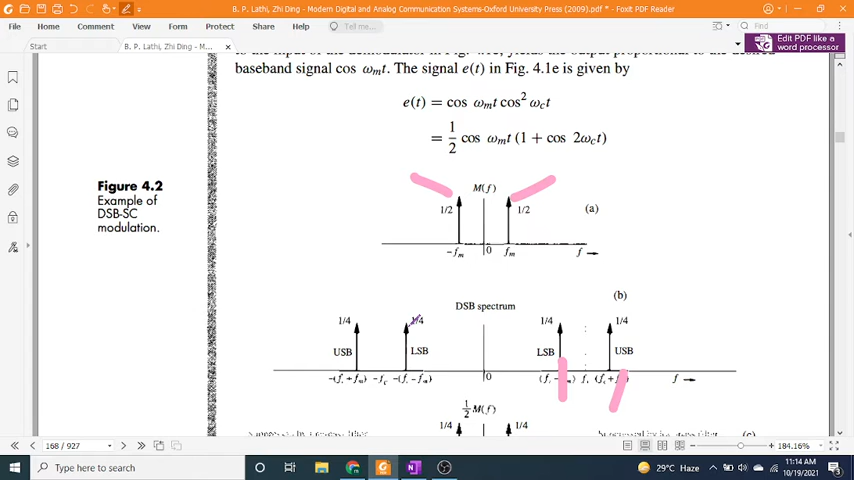 B. P. Lathi, Zhi Ding - Modern Digital and Analog Communication Systems-Oxford University Press (2009).pdf * - Foxit PDF Reader
File Home Comment View Form Protect Share Help Tell me... Find
Start B. P. Lathi, Zhi Ding - M... × Edit PDF like a
word processor
baseband signal cos ωmt. The signal e(t) in Fig. 4.1e is given by
e(t) = cos ωmt cos² ωct
= 1/2 cos ωmt (1 + cos 2ωct)
Figure 4.2
Example of
DSB-SC
modulation.
M(f)
1/2 1/2 (a)
−fm 0 fm f
(b)
DSB spectrum
1/4 1/4 1/4 1/4
USB LSB LSB USB
−(fc + fm) −fc −(fc − fm) 0 f
1/2 M(f)
1/4 1/4
(c)
168 / 927 184.16%
Type here to search 29°C Haze 11:14 AM
10/19/2021